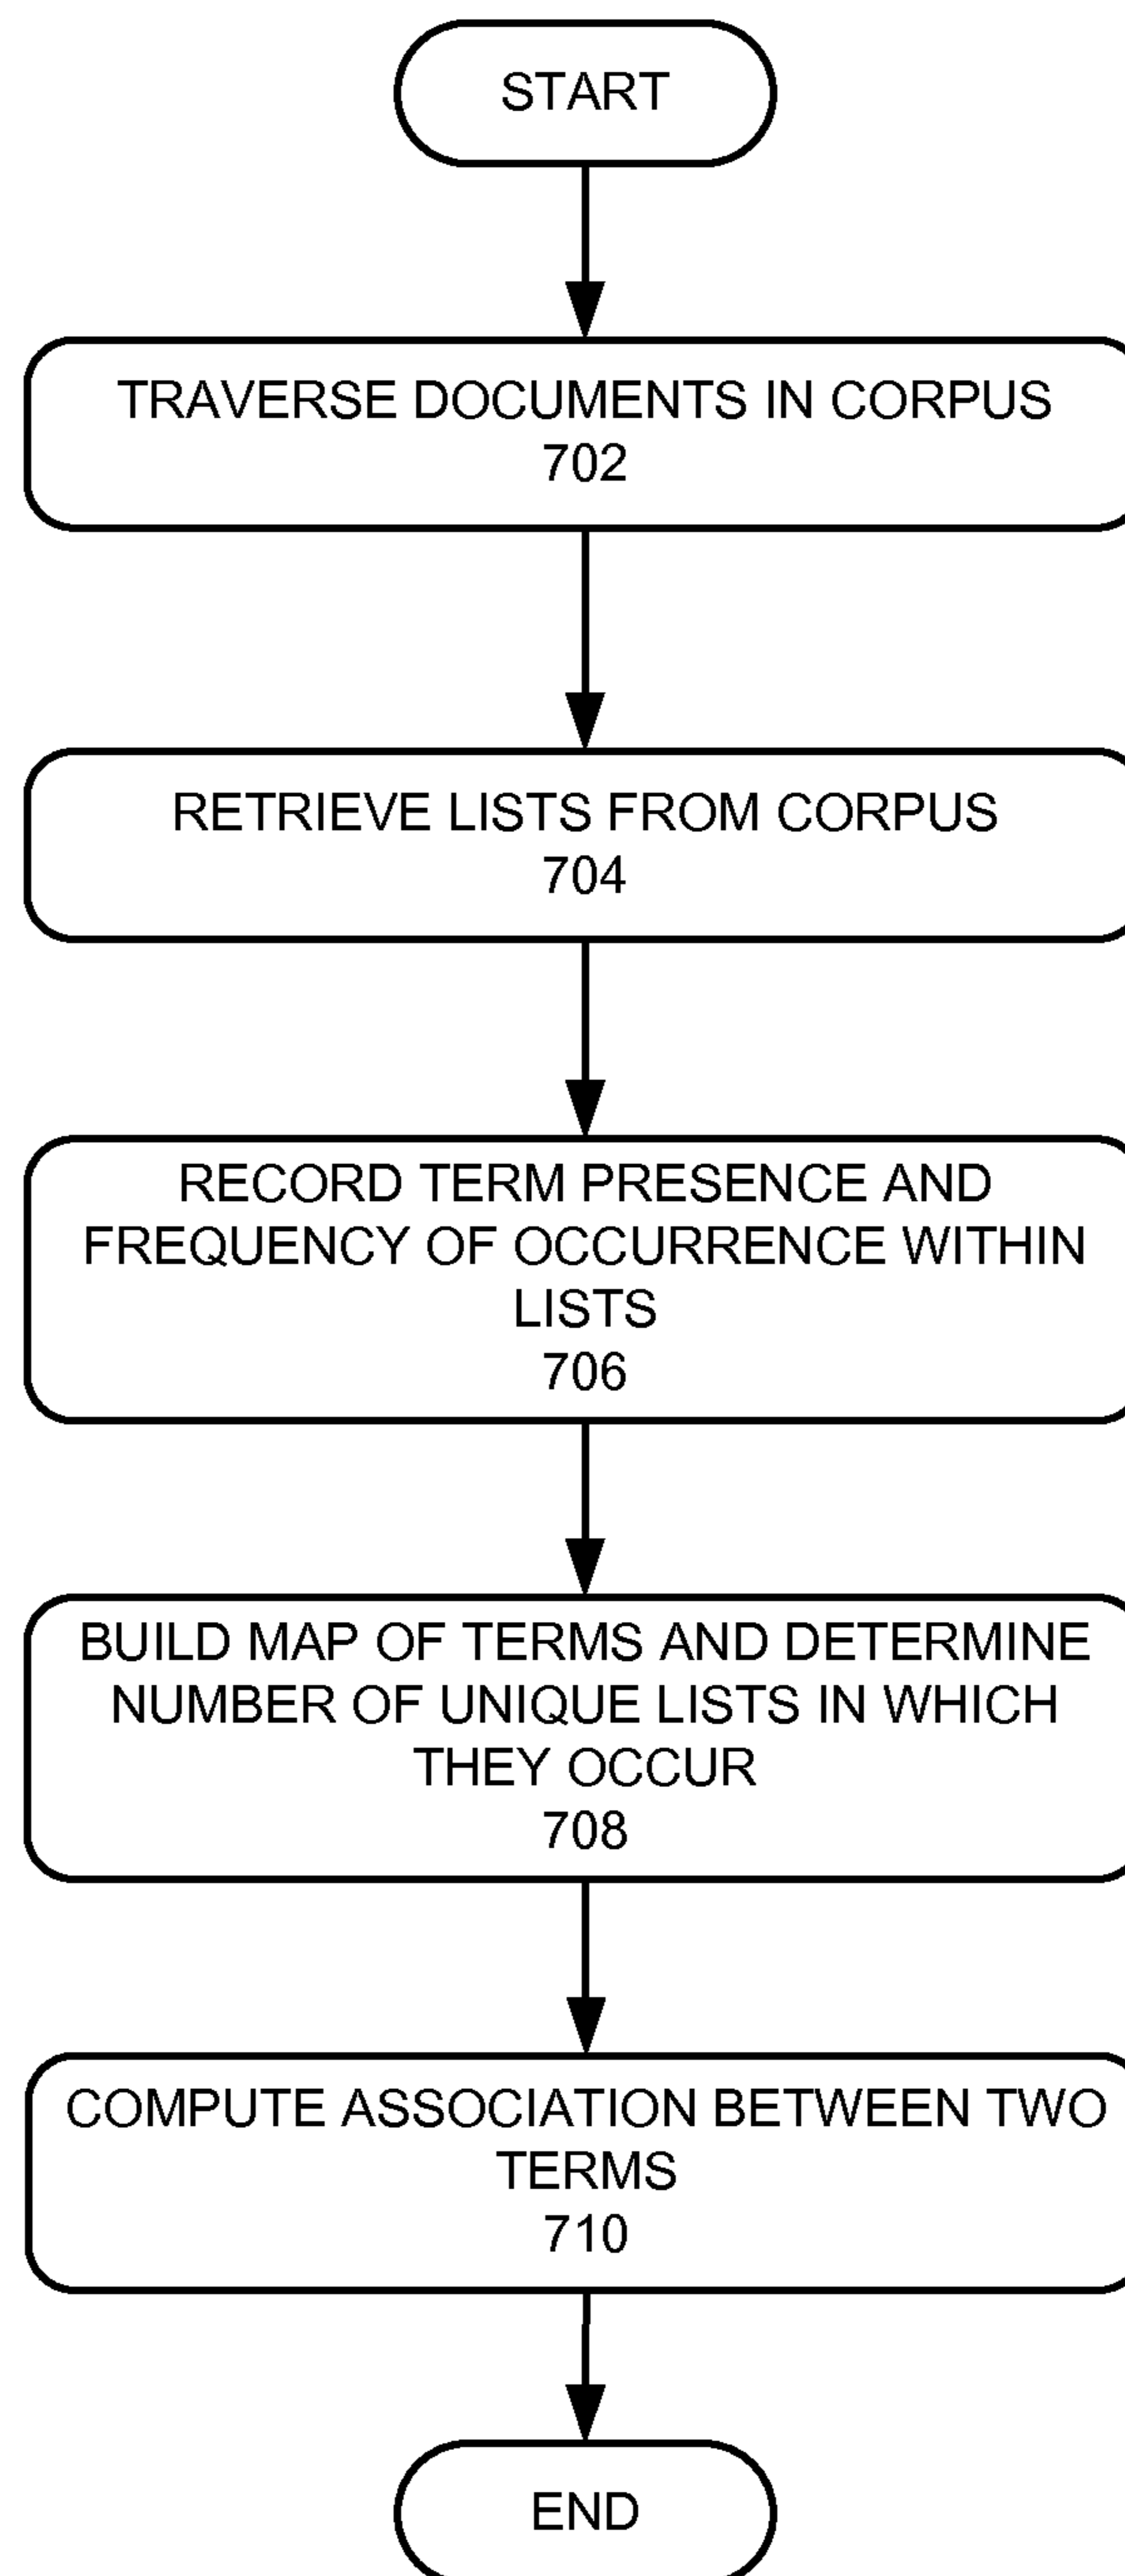 START
TRAVERSE DOCUMENTS IN CORPUS
702
RETRIEVE LISTS FROM CORPUS
704
RECORD TERM PRESENCE AND
FREQUENCY OF OCCURRENCE WITHIN
LISTS
706
BUILD MAP OF TERMS AND DETERMINE
NUMBER OF UNIQUE LISTS IN WHICH
THEY OCCUR
708
COMPUTE ASSOCIATION BETWEEN TWO
TERMS
710
END